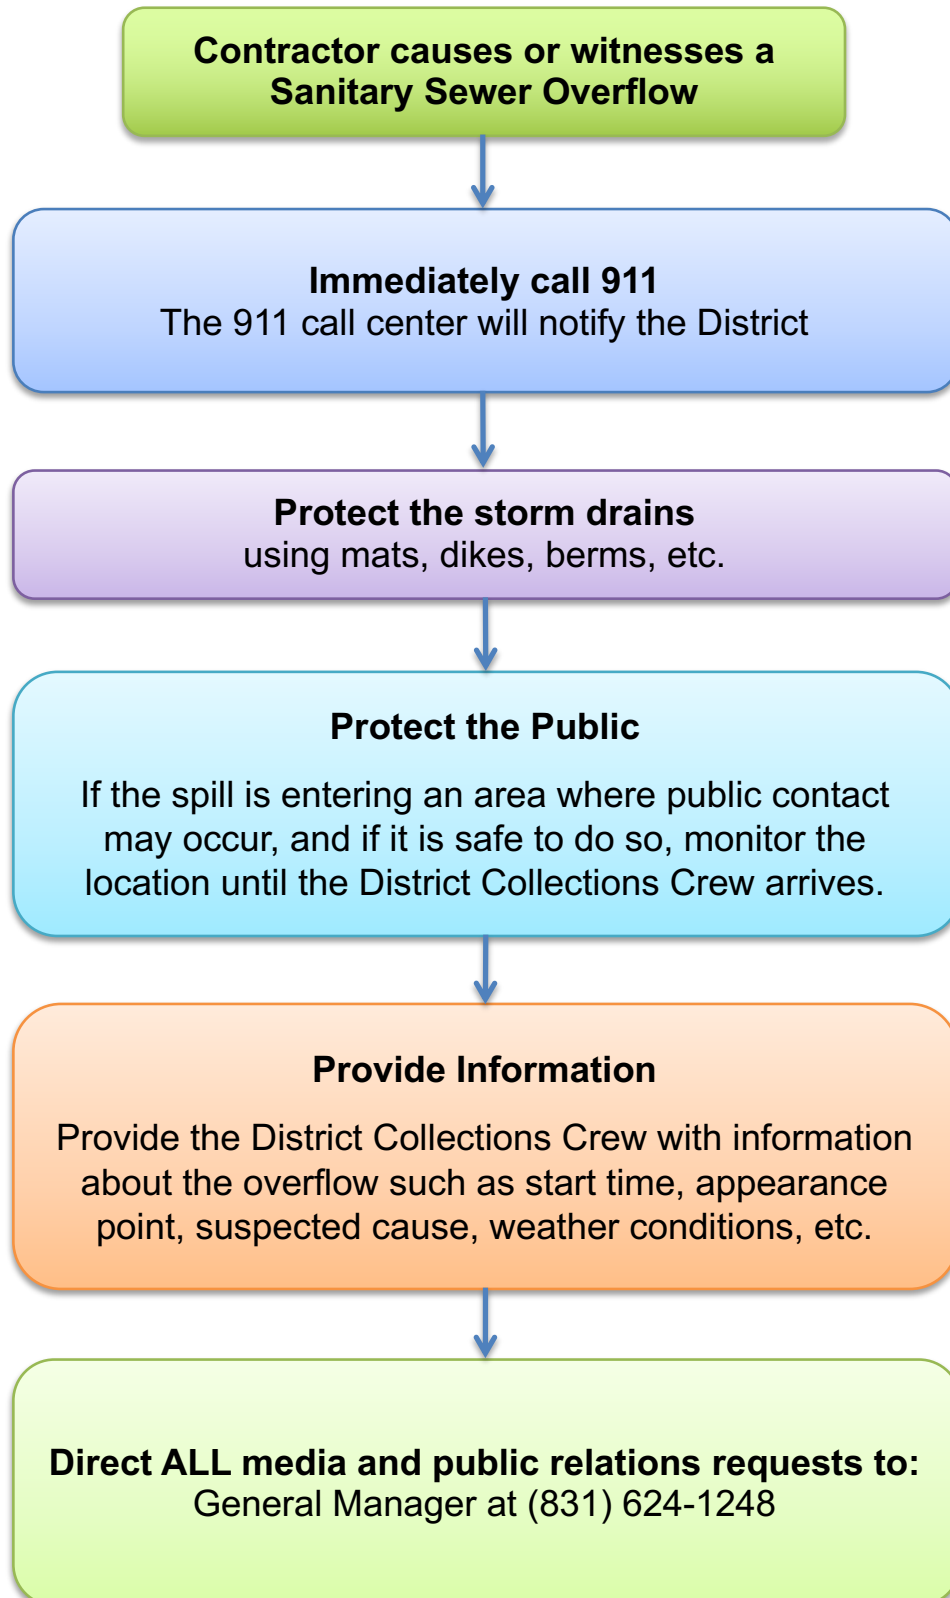 Contractor causes or witnesses a
Sanitary Sewer Overflow
Immediately call 911
The 911 call center will notify the District
Protect the storm drains
using mats, dikes, berms, etc.
Protect the Public
If the spill is entering an area where public contact
may occur, and if it is safe to do so, monitor the
location until the District Collections Crew arrives.
Provide Information
Provide the District Collections Crew with information
about the overflow such as start time, appearance
point, suspected cause, weather conditions, etc.
Direct ALL media and public relations requests to:
General Manager at (831) 624-1248